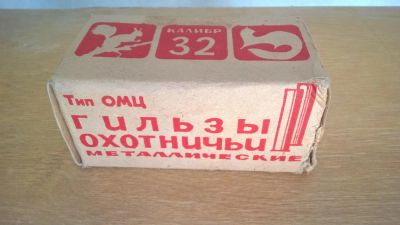 КАЛИБР
32
Тип ОМЦ
ГИЛЬЗЫ
ОХОТНИЧЬИ
МЕТАЛЛИЧЕСКИЕ